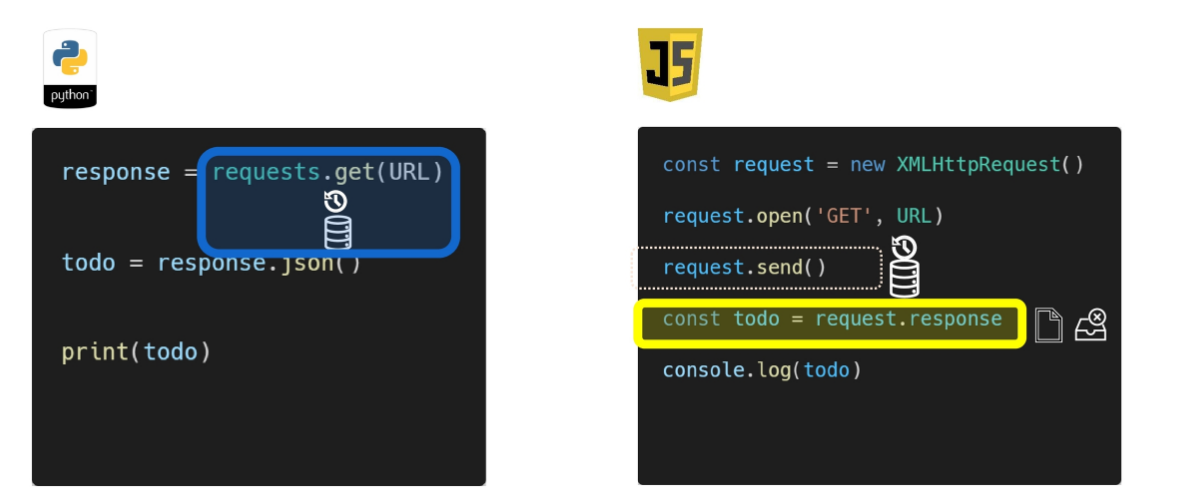 python
response = requests.get(URL)
todo = response.json()
print(todo)
JS
const request = new XMLHttpRequest()
request.open('GET', URL)
request.send()
const todo = request.response
console.log(todo)